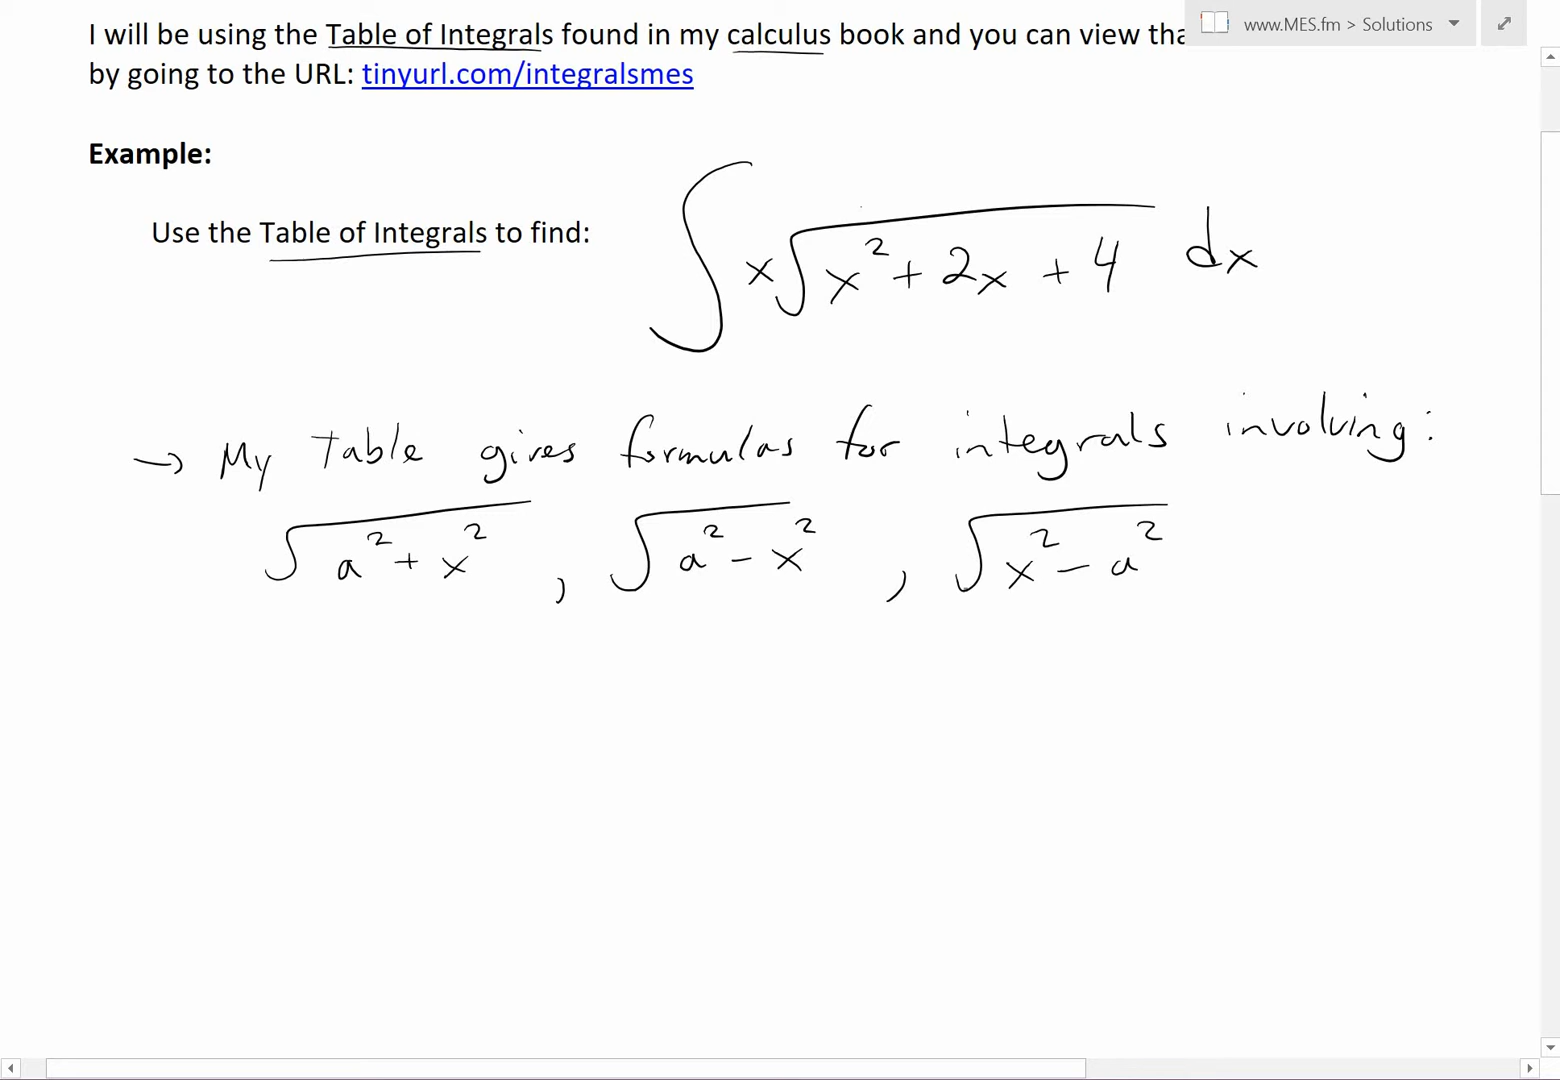 I will be using the Table of Integrals found in my calculus book and you can view tha
www.MES.fm > Solutions
by going to the URL: tinyurl.com/integralsmes
Example:
Use the Table of Integrals to find: ∫ x√(x² + 2x + 4) dx
→ My Table gives formulas for integrals involving:
√(a² + x²) , √(a² − x²) , √(x² − a²)